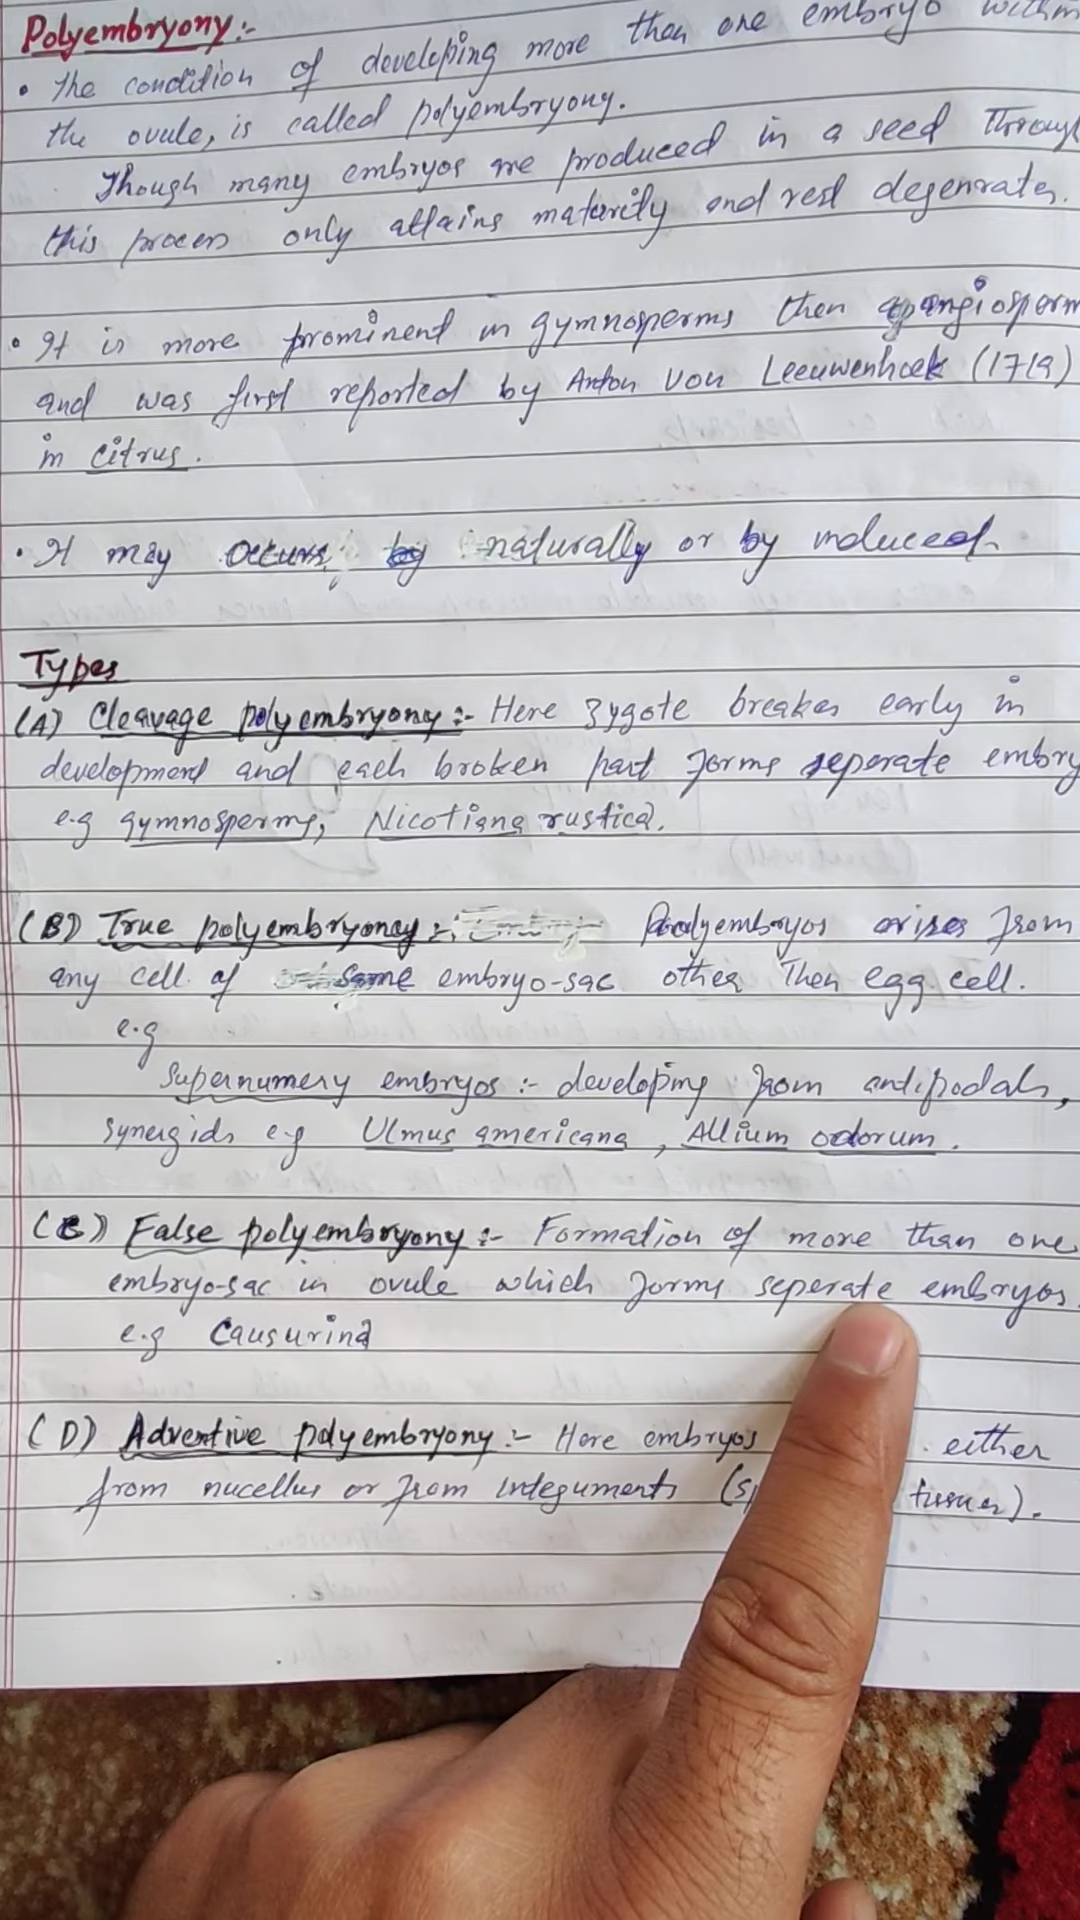 Polyembryony:-
• The condition of developing more than one embryo within
the ovule, is called polyembryony.
Though many embryos are produced in a seed Through
this process only attains maturity and rest degenrates.
• It is more prominent in gymnosperms then angiosperm
and was first reported by Anton Von Leeuwenhoek (1719)
in citrus.
• It may occurs by naturally or by induced.
Types
(A) Cleavage polyembryony :- Here zygote breakes early in
development and each broken part forms seperate embry
e.g gymnosperms, Nicotiana rustica.
(B) True polyembryoney :- Poolyembryos arises from
any cell of same embryo-sac other Then egg cell.
e.g
Supernumery embryos :- developing from antipodals,
synergids e.g Ulmus americana, Allium odorum.
(C) False polyembryony :- Formation of more than one
embryo-sac in ovule which forms seperate embryos.
e.g Causurina
(D) Adventive polyembryony :- Here embryos either
from nucellus or from integuments tissues).